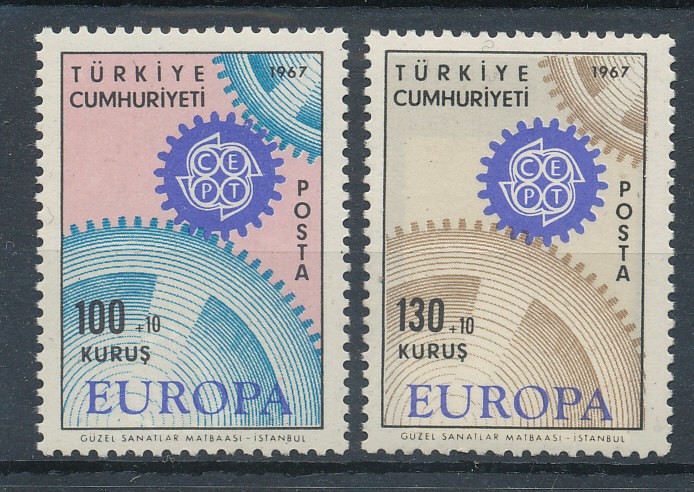 TÜRKİYE 1967
CUMHURİYETİ
CEPT
POSTA
100 +10
KURUŞ
EUROPA
GÜZEL SANATLAR MATBAASI - İSTANBUL
TÜRKİYE 1967
CUMHURİYETİ
CEPT
POSTA
130 +10
KURUŞ
EUROPA
GÜZEL SANATLAR MATBAASI - İSTANBUL